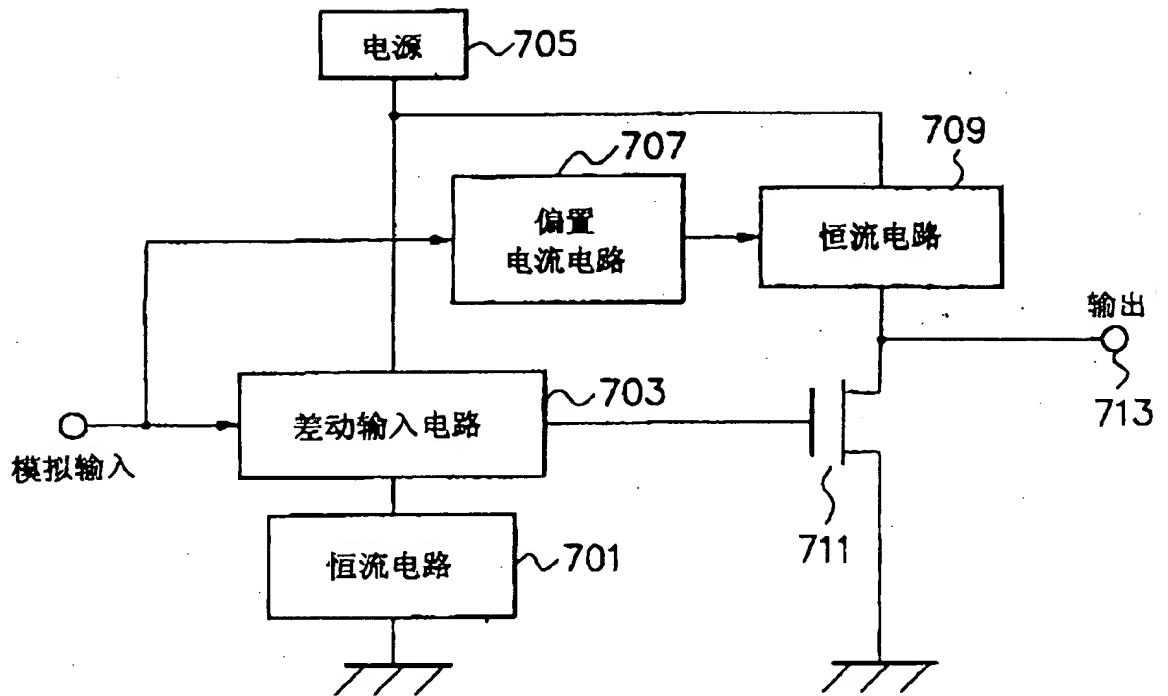 电源
705
707
709
偏置
电流电路
恒流电路
输出
713
703
差动输入电路
模拟输入
711
恒流电路
701